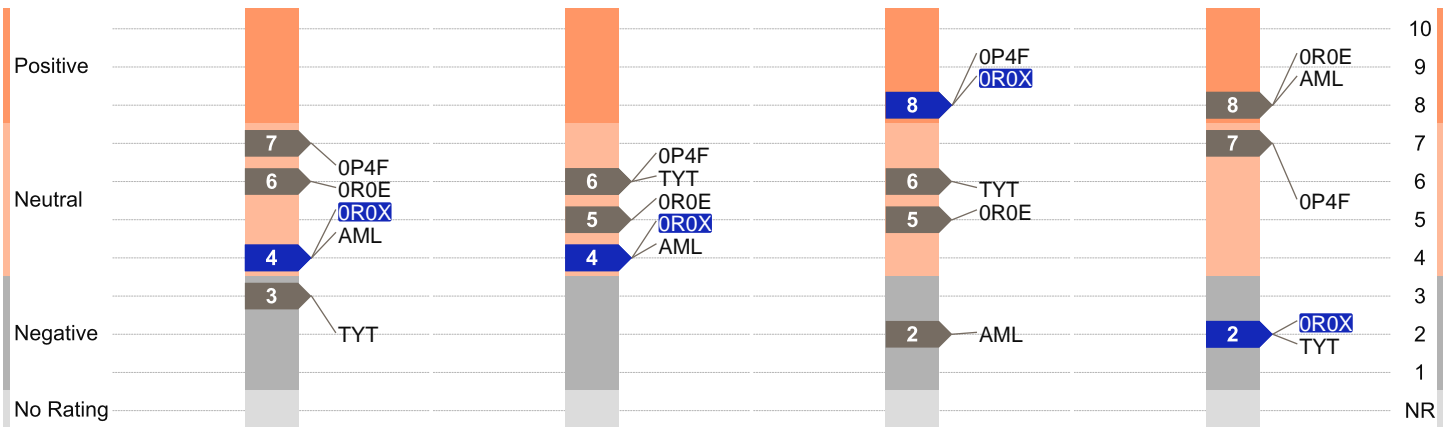 Positive
Neutral
Negative
No Rating
7
0P4F
6
0R0E
0R0X
AML
4
3
TYT
6
0P4F
TYT
5
0R0E
0R0X
AML
4
8
0P4F
0R0X
6
TYT
5
0R0E
2
AML
8
0R0E
AML
7
0P4F
2
0R0X
TYT
10
9
8
7
6
5
4
3
2
1
NR